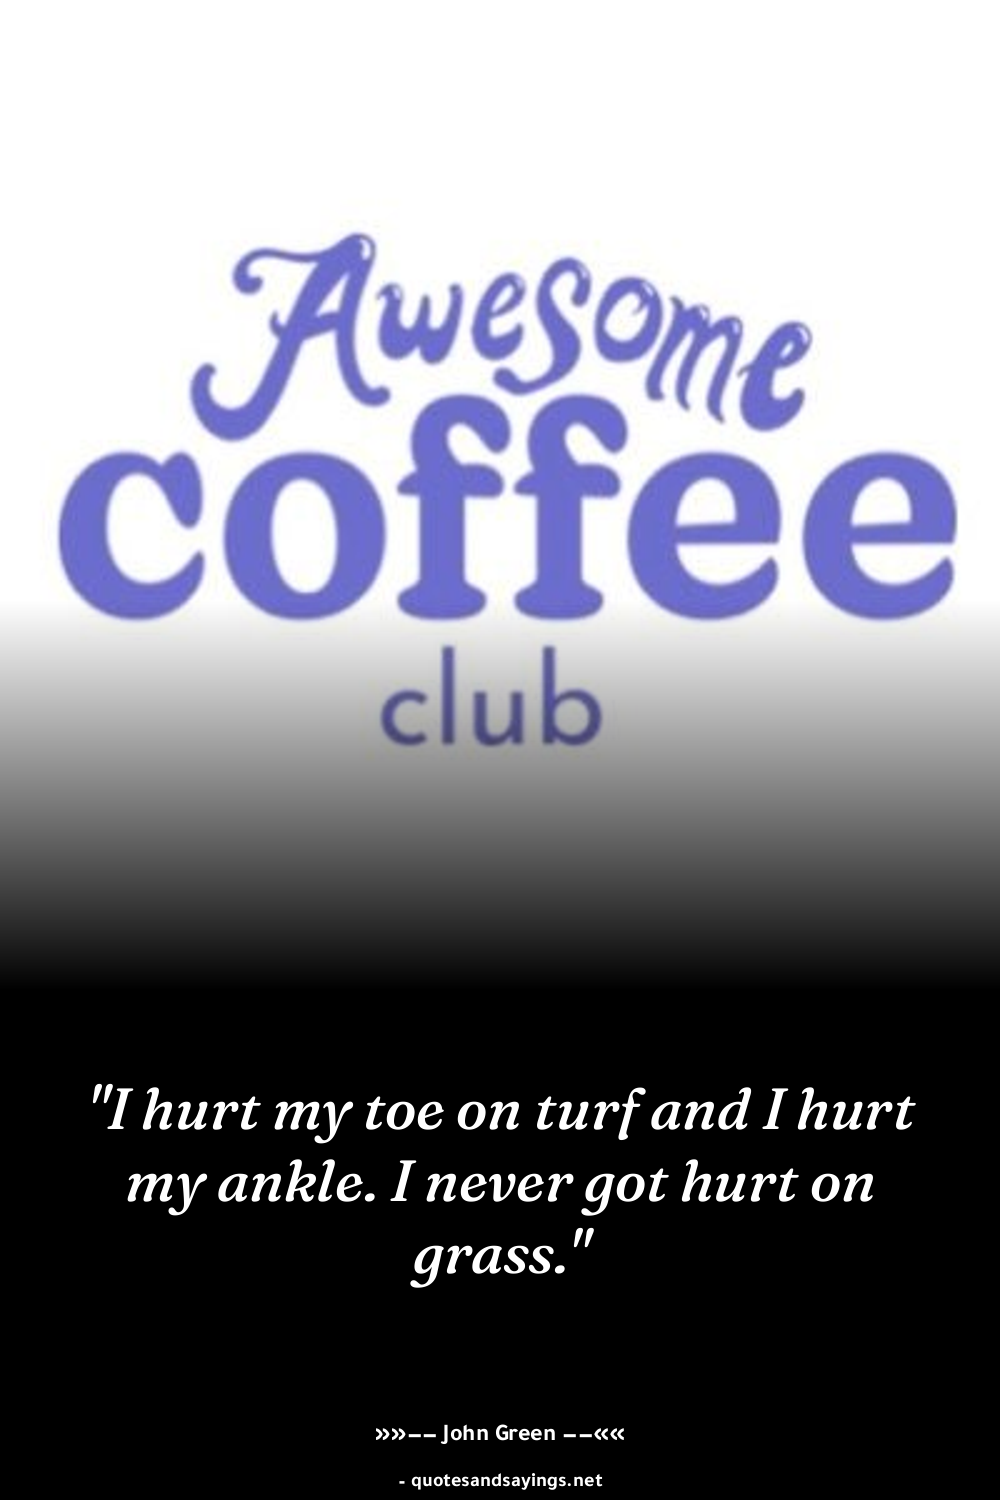 Awesome
coffee
club
"I hurt my toe on turf and I hurt
my ankle. I never got hurt on
grass."
»»—— John Green ——««
- quotesandsayings.net